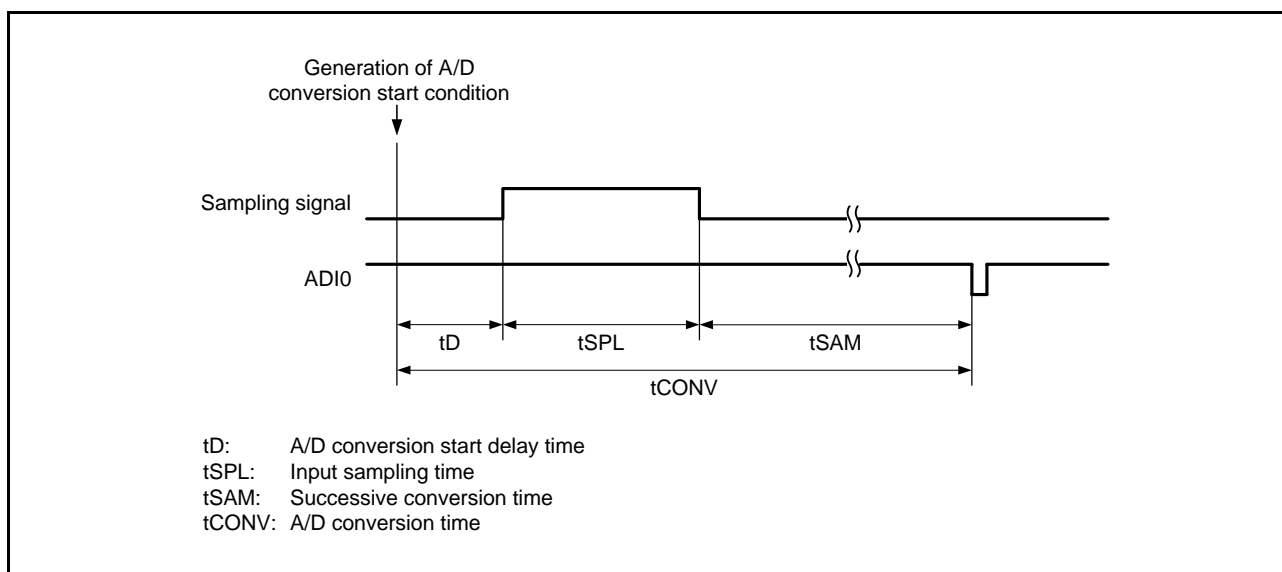 Generation of A/D
conversion start condition
Sampling signal
ADI0
tD
tSPL
tSAM
tCONV
tD: A/D conversion start delay time
tSPL: Input sampling time
tSAM: Successive conversion time
tCONV: A/D conversion time